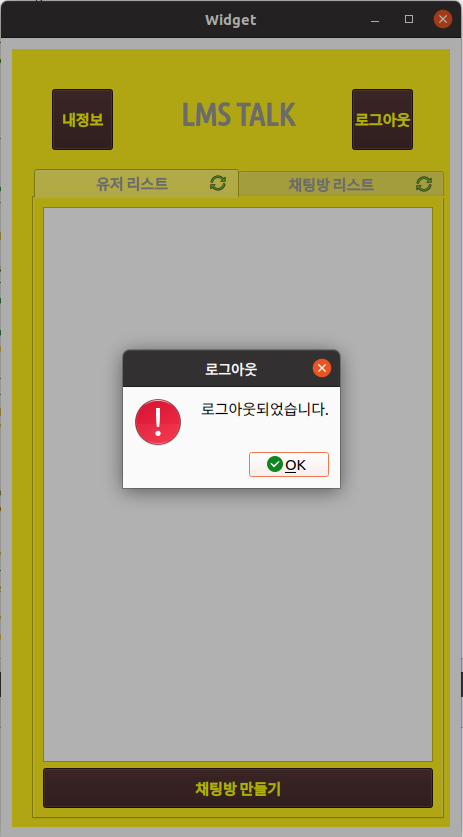 Widget
내정보
LMS TALK
로그아웃
유저 리스트
채팅방 리스트
로그아웃
로그아웃되었습니다.
OK
채팅방 만들기